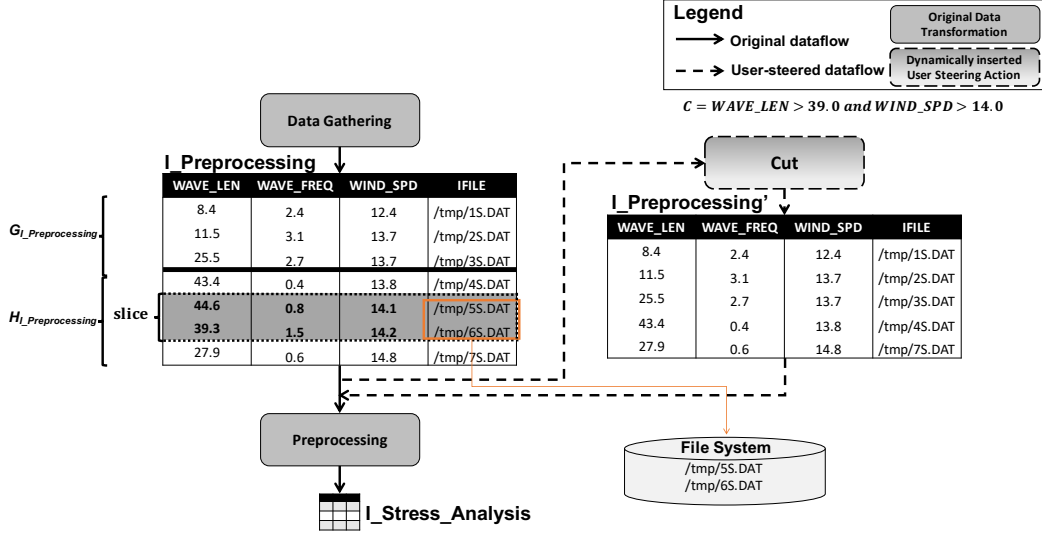 Legend
Original dataflow
User-steered dataflow
Original Data
Transformation
Dynamically inserted
User Steering Action
C = WAVE_LEN > 39.0 and WIND_SPD > 14.0
Data Gathering
I_Preprocessing
WAVE_LEN WAVE_FREQ WIND_SPD IFILE
8.4 2.4 12.4 /tmp/1S.DAT
11.5 3.1 13.7 /tmp/2S.DAT
25.5 2.7 13.7 /tmp/3S.DAT
43.4 0.4 13.8 /tmp/4S.DAT
44.6 0.8 14.1 /tmp/5S.DAT
39.3 1.5 14.2 /tmp/6S.DAT
27.9 0.6 14.8 /tmp/7S.DAT
G I_Preprocessing
H I_Preprocessing
slice
Cut
I_Preprocessing’
WAVE_LEN WAVE_FREQ WIND_SPD IFILE
8.4 2.4 12.4 /tmp/1S.DAT
11.5 3.1 13.7 /tmp/2S.DAT
25.5 2.7 13.7 /tmp/3S.DAT
43.4 0.4 13.8 /tmp/4S.DAT
27.9 0.6 14.8 /tmp/7S.DAT
Preprocessing
File System
/tmp/5S.DAT
/tmp/6S.DAT
I_Stress_Analysis